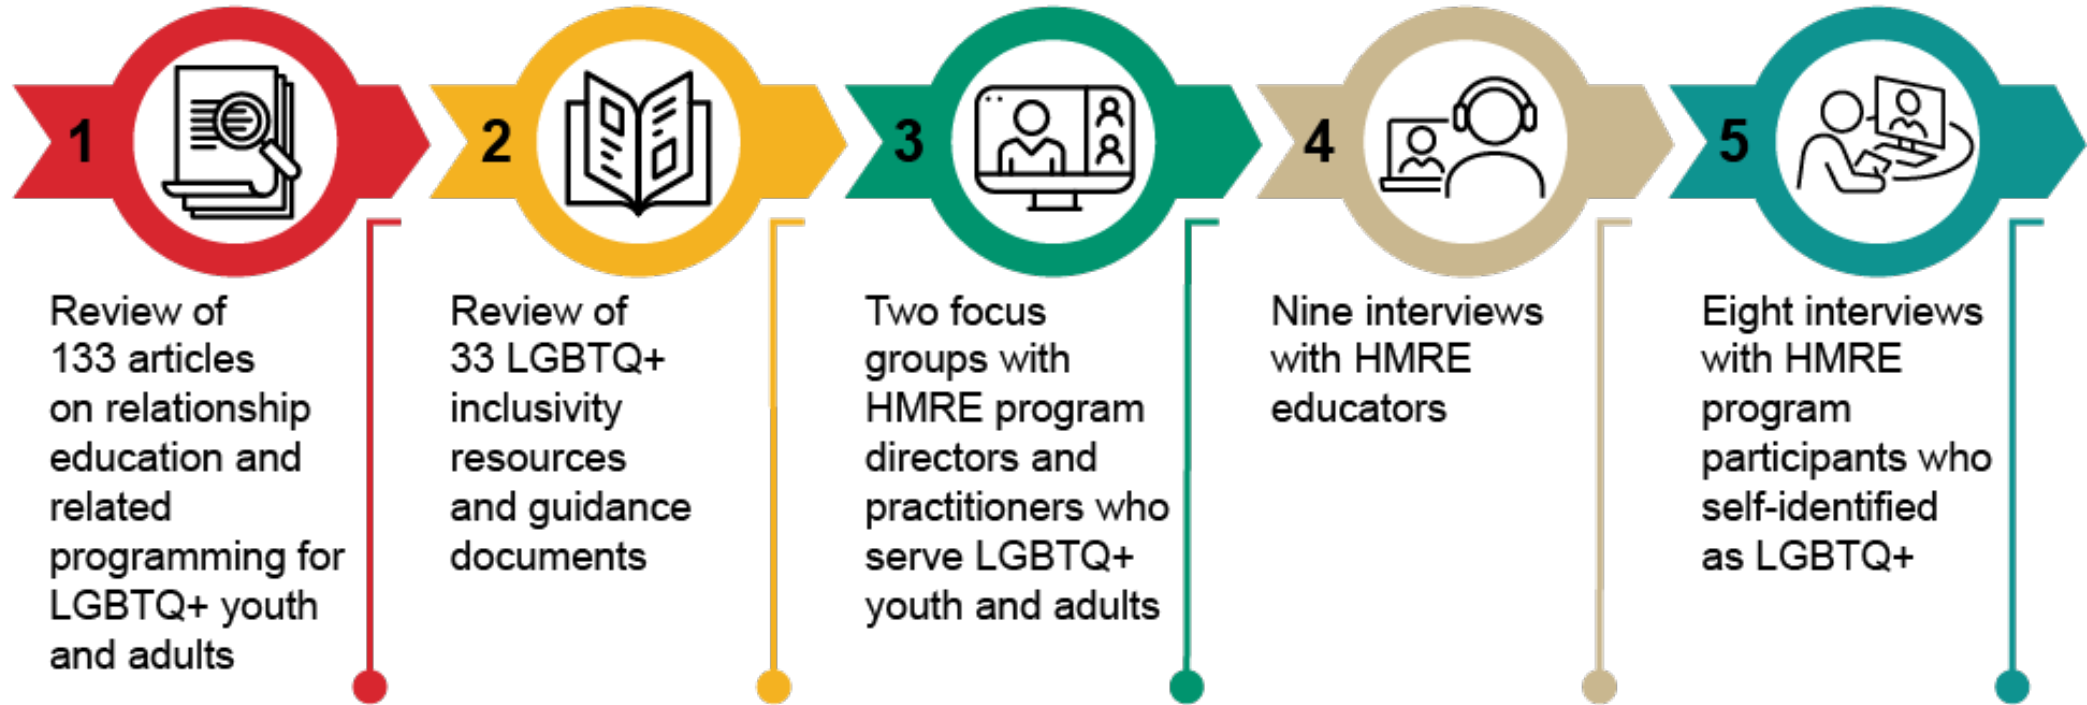 1
Review of
133 articles
on relationship
education and
related
programming for
LGBTQ+ youth
and adults
2
Review of
33 LGBTQ+
inclusivity
resources
and guidance
documents
3
Two focus
groups with
HMRE program
directors and
practitioners who
serve LGBTQ+
youth and adults
4
Nine interviews
with HMRE
educators
5
Eight interviews
with HMRE
program
participants who
self-identified
as LGBTQ+